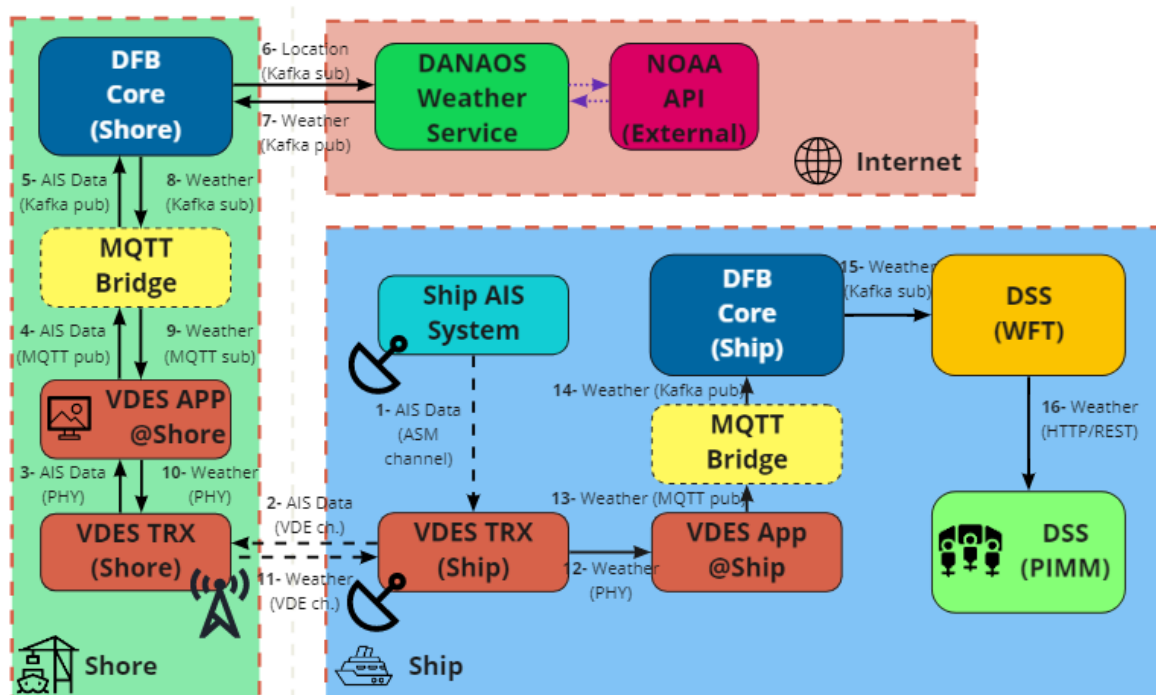 DFB
Core
(Shore)
6- Location
(Kafka sub)
7- Weather
(Kafka pub)
DANAOS
Weather
Service
NOAA
API
(External)
Internet
5- AIS Data
(Kafka pub)
8- Weather
(Kafka sub)
MQTT
Bridge
4- AIS Data
(MQTT pub)
9- Weather
(MQTT sub)
VDES APP
@Shore
3- AIS Data
(PHY)
10- Weather
(PHY)
VDES TRX
(Shore)
Shore
2- AIS Data
(VDE ch.)
11- Weather
(VDE ch.)
Ship AIS
System
1- AIS Data
(ASM
channel)
VDES TRX
(Ship)
12- Weather
(PHY)
VDES App
@Ship
13- Weather (MQTT pub)
MQTT
Bridge
14- Weather (Kafka pub)
DFB
Core
(Ship)
15- Weather
(Kafka sub)
DSS
(WFT)
16- Weather
(HTTP/REST)
DSS
(PIMM)
Ship